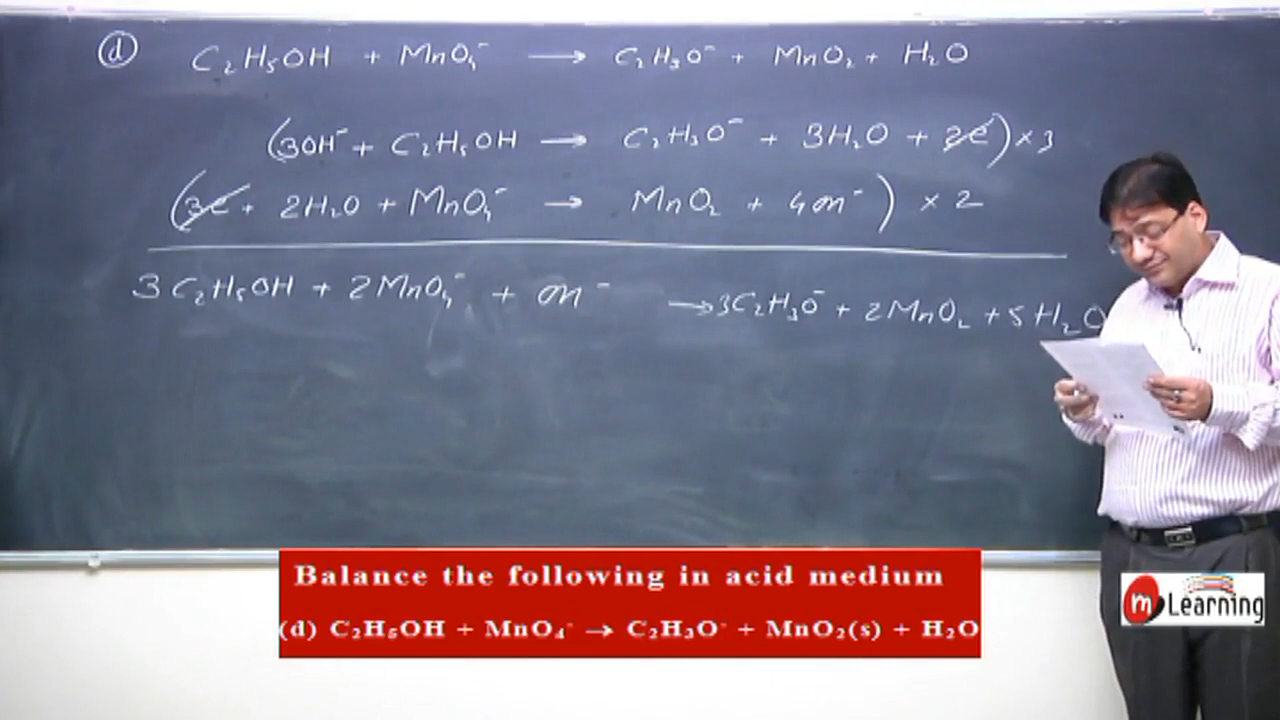 (d) C₂H₅OH + MnO₄⁻ ⟶ C₂H₃O⁻ + MnO₂ + H₂O
(3OH⁻ + C₂H₅OH ⟶ C₂H₃O⁻ + 3H₂O + 2e⁻) × 3
(3e⁻ + 2H₂O + MnO₄⁻ ⟶ MnO₂ + 4OH⁻) × 2
3C₂H₅OH + 2MnO₄⁻ + OH⁻ ⟶ 3C₂H₃O⁻ + 2MnO₂ + 5H₂O
Balance the following in acid medium
(d) C₂H₅OH + MnO₄⁻ → C₂H₃O⁻ + MnO₂(s) + H₂O
m Learning